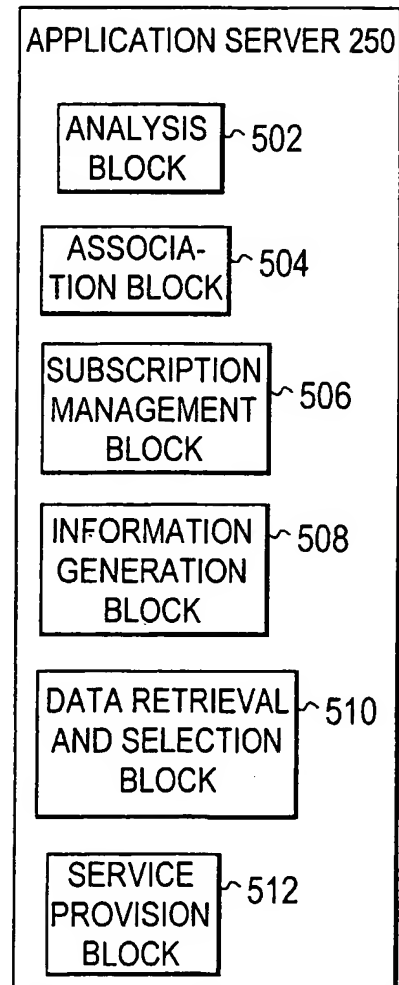 APPLICATION SERVER 250
ANALYSIS
BLOCK
502
ASSOCIA-
TION BLOCK
504
SUBSCRIPTION
MANAGEMENT
BLOCK
506
INFORMATION
GENERATION
BLOCK
508
DATA RETRIEVAL
AND SELECTION
BLOCK
510
SERVICE
PROVISION
BLOCK
512